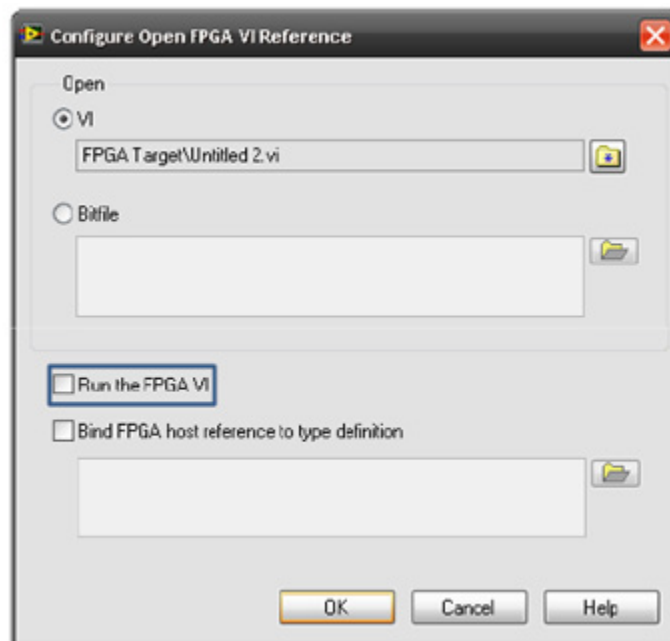 Configure Open FPGA VI Reference
Open
VI
FPGA Target\Untitled 2.vi
Bitfile
Run the FPGA VI
Bind FPGA host reference to type definition
OK
Cancel
Help